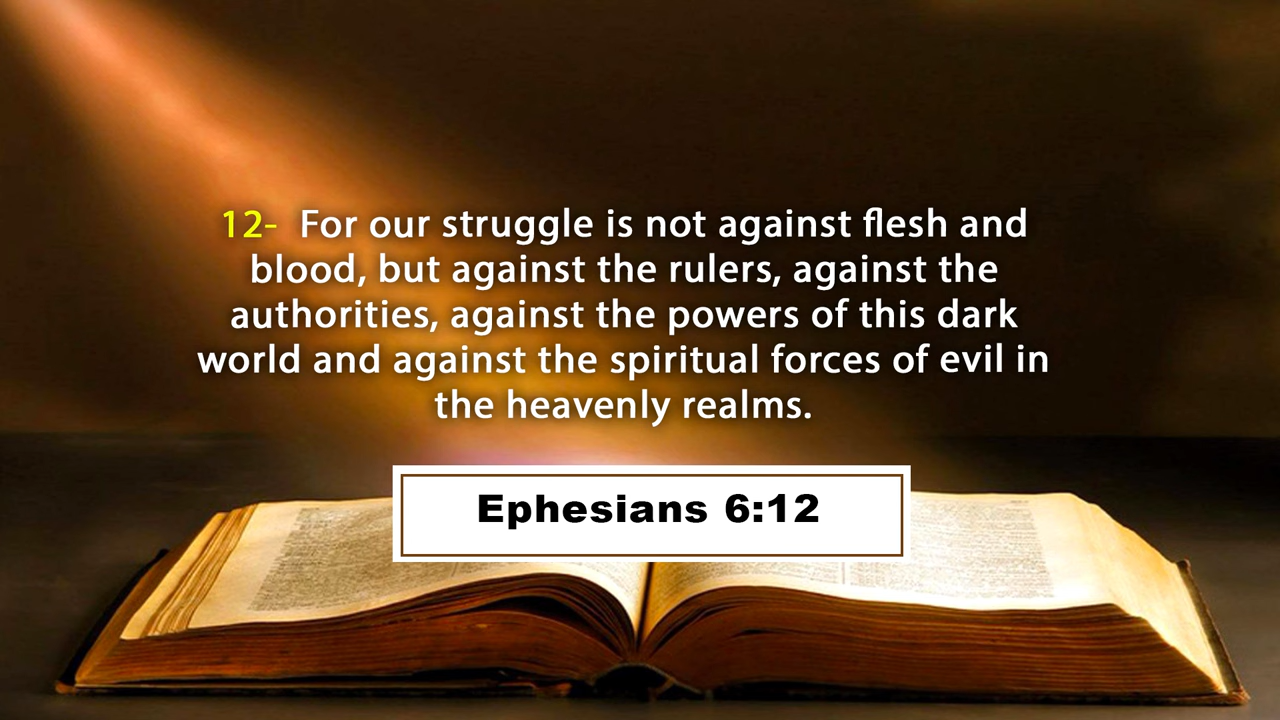 12- For our struggle is not against flesh and
blood, but against the rulers, against the
authorities, against the powers of this dark
world and against the spiritual forces of evil in
the heavenly realms.
Ephesians 6:12